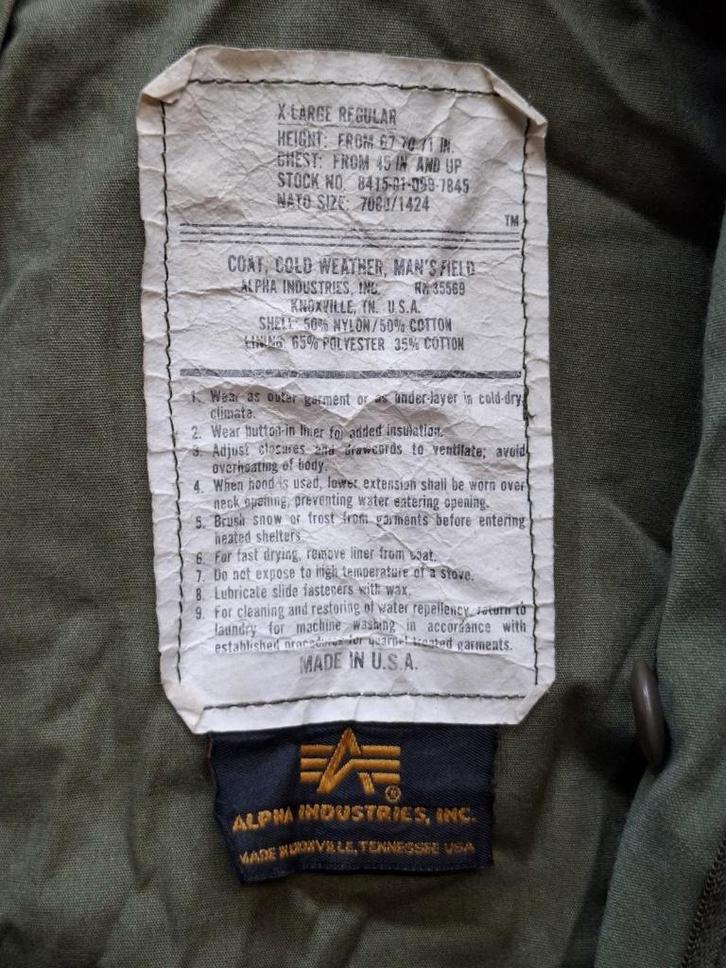 X-LARGE REGULAR
HEIGHT: FROM 67 TO 71 IN.
CHEST: FROM 45 IN. AND UP
STOCK NO. 8415-01-099-7845
NATO SIZE: 7080/1424
TM
COAT, COLD WEATHER, MAN'S FIELD
ALPHA INDUSTRIES, INC. RN 35569
KNOXVILLE, TN. U.S.A.
SHELL: 50% NYLON/50% COTTON
LINING: 65% POLYESTER 35% COTTON
1. Wear as outer garment or as under-layer in cold-dry
climate.
2. Wear button-in liner for added insulation.
3. Adjust closures and drawcords to ventilate; avoid
overheating of body.
4. When hood is used, lower extension shall be worn over
neck opening, preventing water entering opening.
5. Brush snow or frost from garments before entering
heated shelters.
6. For fast drying, remove liner from coat.
7. Do not expose to high temperature of a stove.
8. Lubricate slide fasteners with wax.
9. For cleaning and restoring of water repellency, return to
laundry for machine washing in accordance with
established procedures for quarpel treated garments.
MADE IN U.S.A.
®
ALPHA INDUSTRIES, INC.
MADE IN KNOXVILLE, TENNESSEE USA